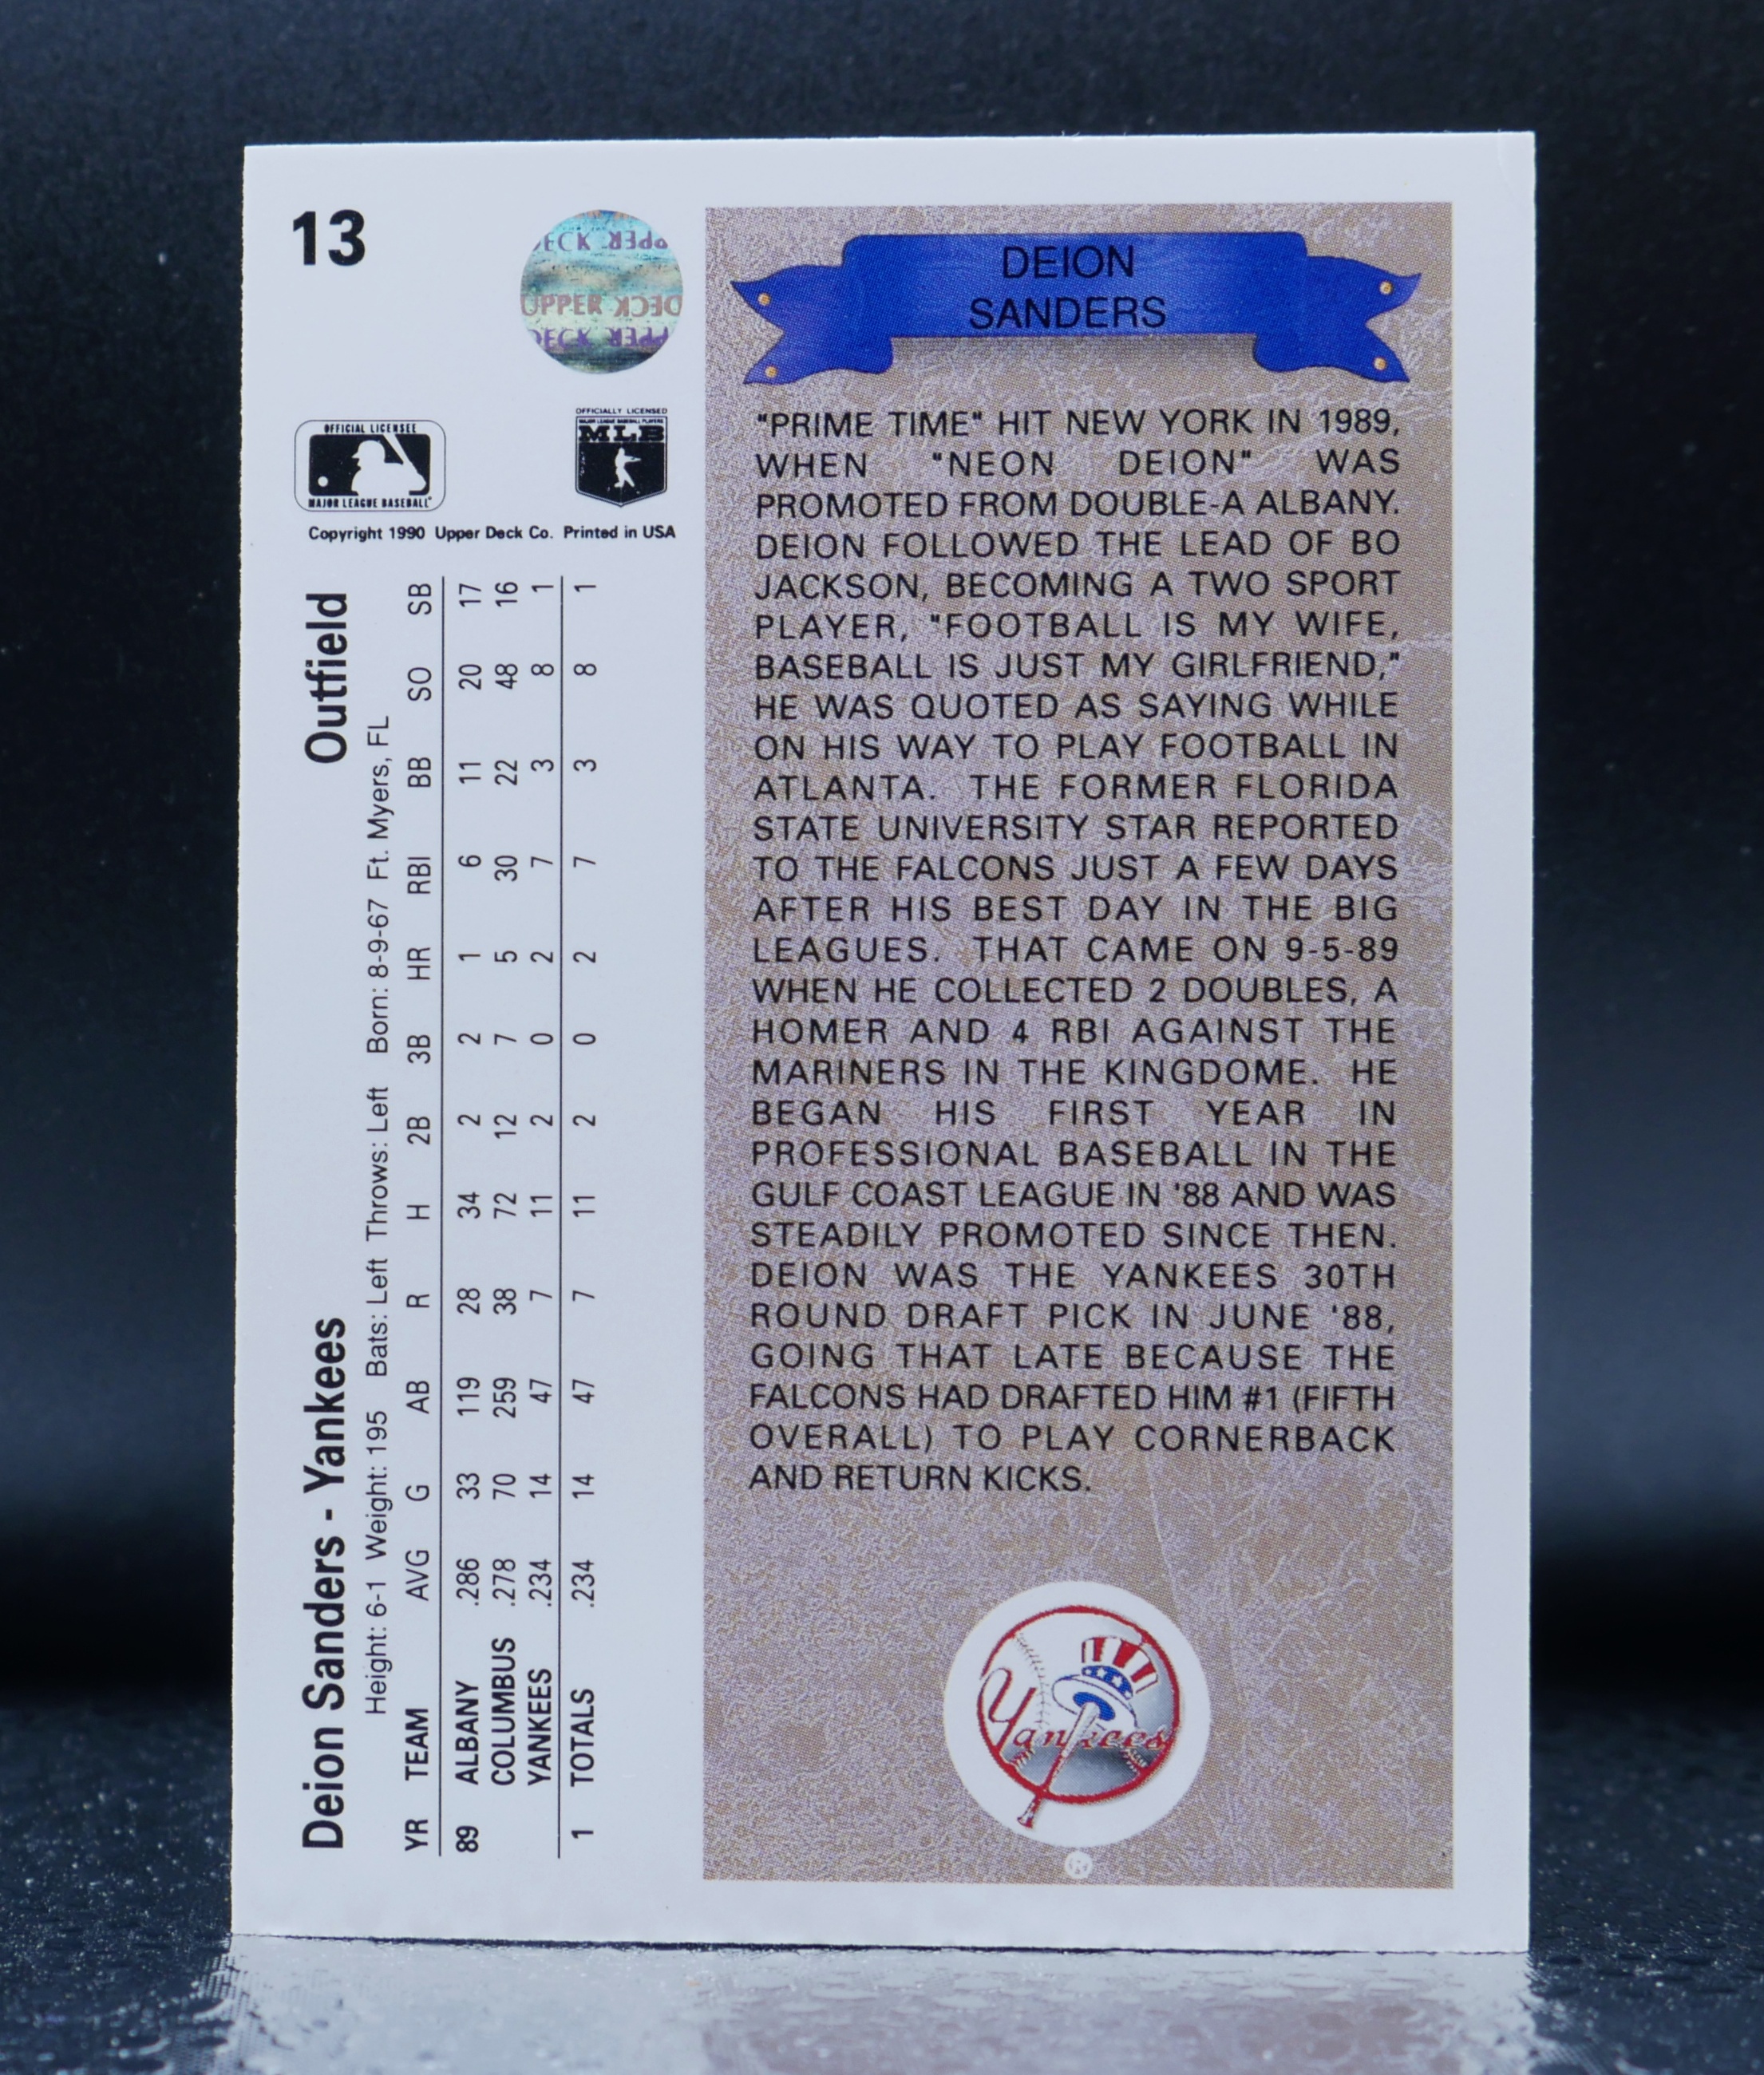 13
DECK UPPER
UPPER DECK
DECK UPPER
OFFICIAL LICENSEE
MAJOR LEAGUE BASEBALL
OFFICIALLY LICENSED
MAJOR LEAGUE BASEBALL PLAYERS
MLB
Copyright 1990 Upper Deck Co. Printed in USA
Deion Sanders - Yankees Outfield
Height: 6-1 Weight: 195 Bats: Left Throws: Left Born: 8-9-67 Ft. Myers, FL
YR TEAM AVG G AB R H 2B 3B HR RBI BB SO SB
89 ALBANY .286 33 119 28 34 2 2 1 6 11 20 17
COLUMBUS .278 70 259 38 72 12 7 5 30 22 48 16
YANKEES .234 14 47 7 11 2 0 2 7 3 8 1
1 TOTALS .234 14 47 7 11 2 0 2 7 3 8 1
DEION
SANDERS
"PRIME TIME" HIT NEW YORK IN 1989,
WHEN "NEON DEION" WAS
PROMOTED FROM DOUBLE-A ALBANY.
DEION FOLLOWED THE LEAD OF BO
JACKSON, BECOMING A TWO SPORT
PLAYER, "FOOTBALL IS MY WIFE,
BASEBALL IS JUST MY GIRLFRIEND,"
HE WAS QUOTED AS SAYING WHILE
ON HIS WAY TO PLAY FOOTBALL IN
ATLANTA. THE FORMER FLORIDA
STATE UNIVERSITY STAR REPORTED
TO THE FALCONS JUST A FEW DAYS
AFTER HIS BEST DAY IN THE BIG
LEAGUES. THAT CAME ON 9-5-89
WHEN HE COLLECTED 2 DOUBLES, A
HOMER AND 4 RBI AGAINST THE
MARINERS IN THE KINGDOME. HE
BEGAN HIS FIRST YEAR IN
PROFESSIONAL BASEBALL IN THE
GULF COAST LEAGUE IN '88 AND WAS
STEADILY PROMOTED SINCE THEN.
DEION WAS THE YANKEES 30TH
ROUND DRAFT PICK IN JUNE '88,
GOING THAT LATE BECAUSE THE
FALCONS HAD DRAFTED HIM #1 (FIFTH
OVERALL) TO PLAY CORNERBACK
AND RETURN KICKS.
Yankees
®